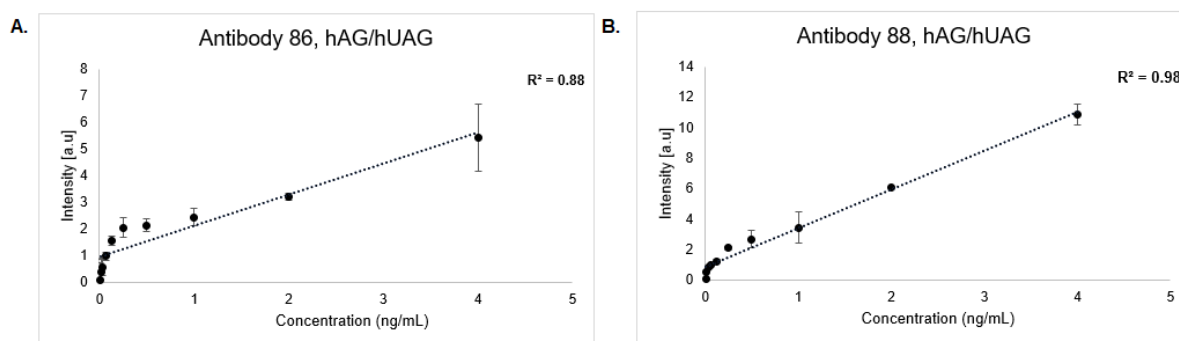 A.
Antibody 86, hAG/hUAG
R² = 0.88
Intensity [a.u]
8
7
6
5
4
3
2
1
0
0 1 2 3 4 5
Concentration (ng/mL)
B.
Antibody 88, hAG/hUAG
R² = 0.98
Intensity [a.u]
14
12
10
8
6
4
2
0
0 1 2 3 4 5
Concentration (ng/mL)